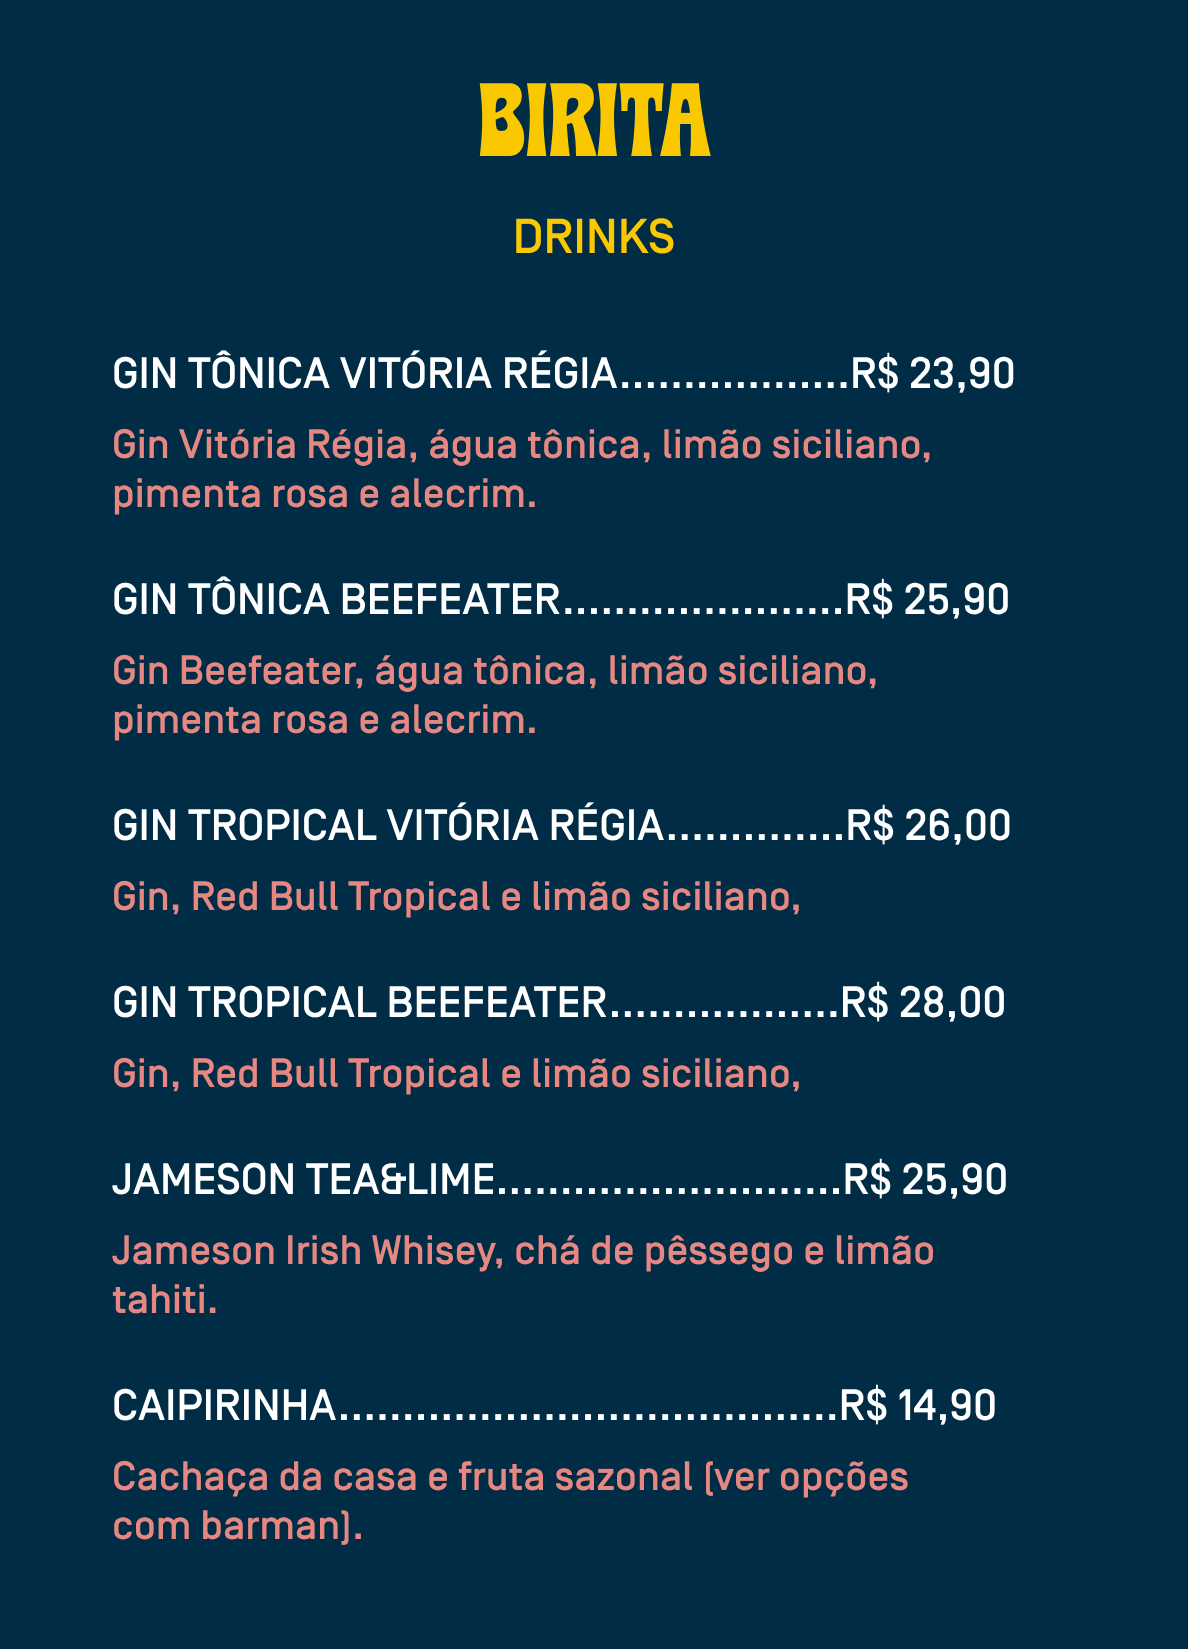 BIRITA
DRINKS
GIN TÔNICA VITÓRIA RÉGIA..................R$ 23,90
Gin Vitória Régia, água tônica, limão siciliano,
pimenta rosa e alecrim.
GIN TÔNICA BEEFEATER......................R$ 25,90
Gin Beefeater, água tônica, limão siciliano,
pimenta rosa e alecrim.
GIN TROPICAL VITÓRIA RÉGIA..............R$ 26,00
Gin, Red Bull Tropical e limão siciliano,
GIN TROPICAL BEEFEATER..................R$ 28,00
Gin, Red Bull Tropical e limão siciliano,
JAMESON TEA&LIME...........................R$ 25,90
Jameson Irish Whisey, chá de pêssego e limão
tahiti.
CAIPIRINHA.......................................R$ 14,90
Cachaça da casa e fruta sazonal (ver opções
com barman).